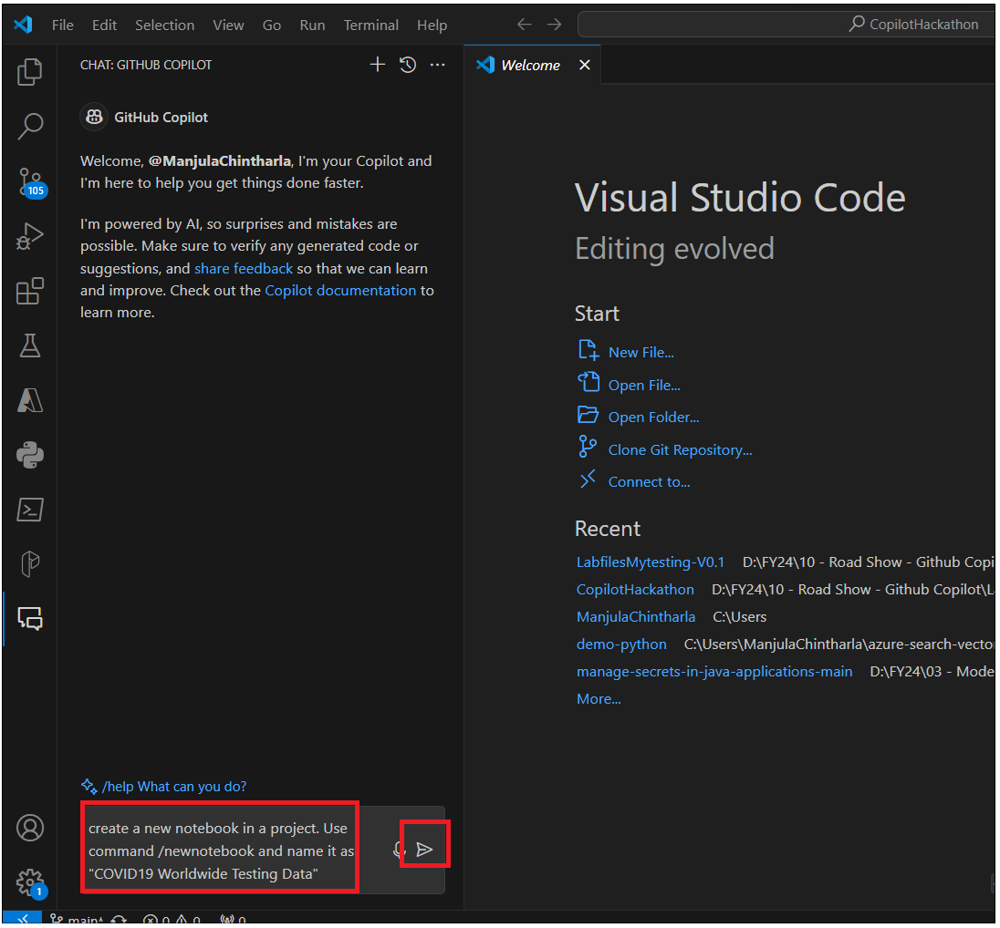 File Edit Selection View Go Run Terminal Help
CopilotHackathon
CHAT: GITHUB COPILOT
Welcome
GitHub Copilot
Welcome, @ManjulaChintharla, I'm your Copilot and
I'm here to help you get things done faster.
I'm powered by AI, so surprises and mistakes are
possible. Make sure to verify any generated code or
suggestions, and share feedback so that we can learn
and improve. Check out the Copilot documentation to
learn more.
105
/help What can you do?
create a new notebook in a project. Use
command /newnotebook and name it as
"COVID19 Worldwide Testing Data"
1
Visual Studio Code
Editing evolved
Start
New File...
Open File...
Open Folder...
Clone Git Repository...
Connect to...
Recent
LabfilesMytesting-V0.1 D:\FY24\10 - Road Show - Github Copi
CopilotHackathon D:\FY24\10 - Road Show - Github Copilot\L
ManjulaChintharla C:\Users
demo-python C:\Users\ManjulaChintharla\azure-search-vecto
manage-secrets-in-java-applications-main D:\FY24\03 - Mode
More...
main* 0 0 0